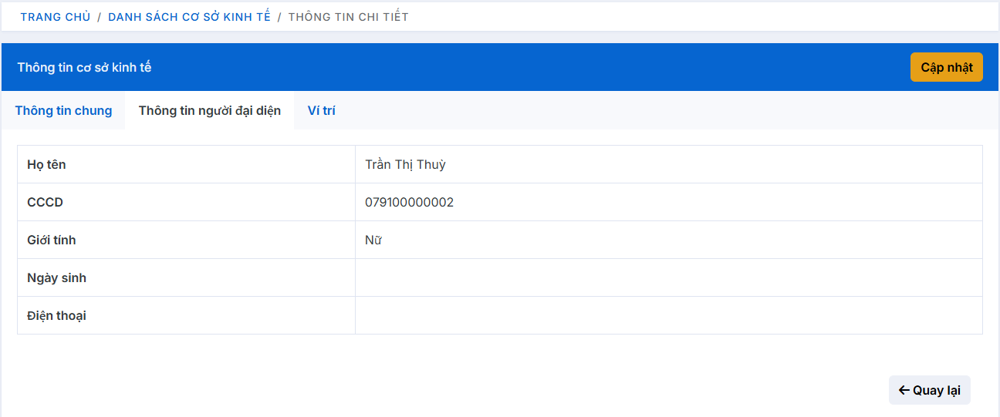 TRANG CHỦ / DANH SÁCH CƠ SỞ KINH TẾ / THÔNG TIN CHI TIẾT
Thông tin cơ sở kinh tế
Cập nhật
Thông tin chung
Thông tin người đại diện
Ví trí
Họ tên
Trần Thị Thuỳ
CCCD
079100000002
Giới tính
Nữ
Ngày sinh
Điện thoại
← Quay lại